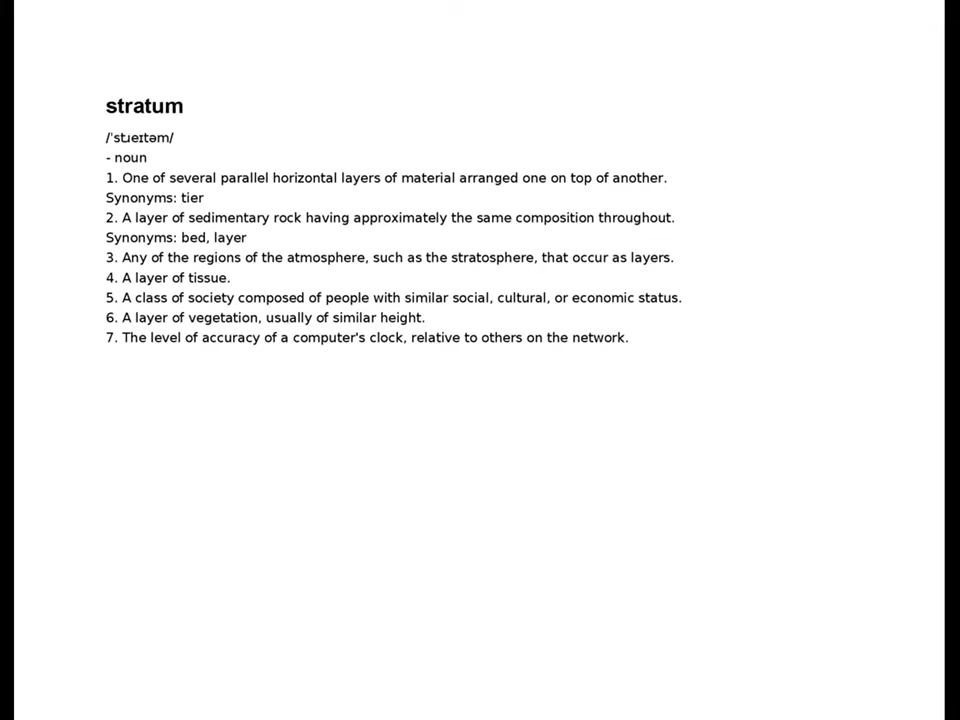 stratum
/ˈstɹeɪtəm/
- noun
1. One of several parallel horizontal layers of material arranged one on top of another.
Synonyms: tier
2. A layer of sedimentary rock having approximately the same composition throughout.
Synonyms: bed, layer
3. Any of the regions of the atmosphere, such as the stratosphere, that occur as layers.
4. A layer of tissue.
5. A class of society composed of people with similar social, cultural, or economic status.
6. A layer of vegetation, usually of similar height.
7. The level of accuracy of a computer's clock, relative to others on the network.